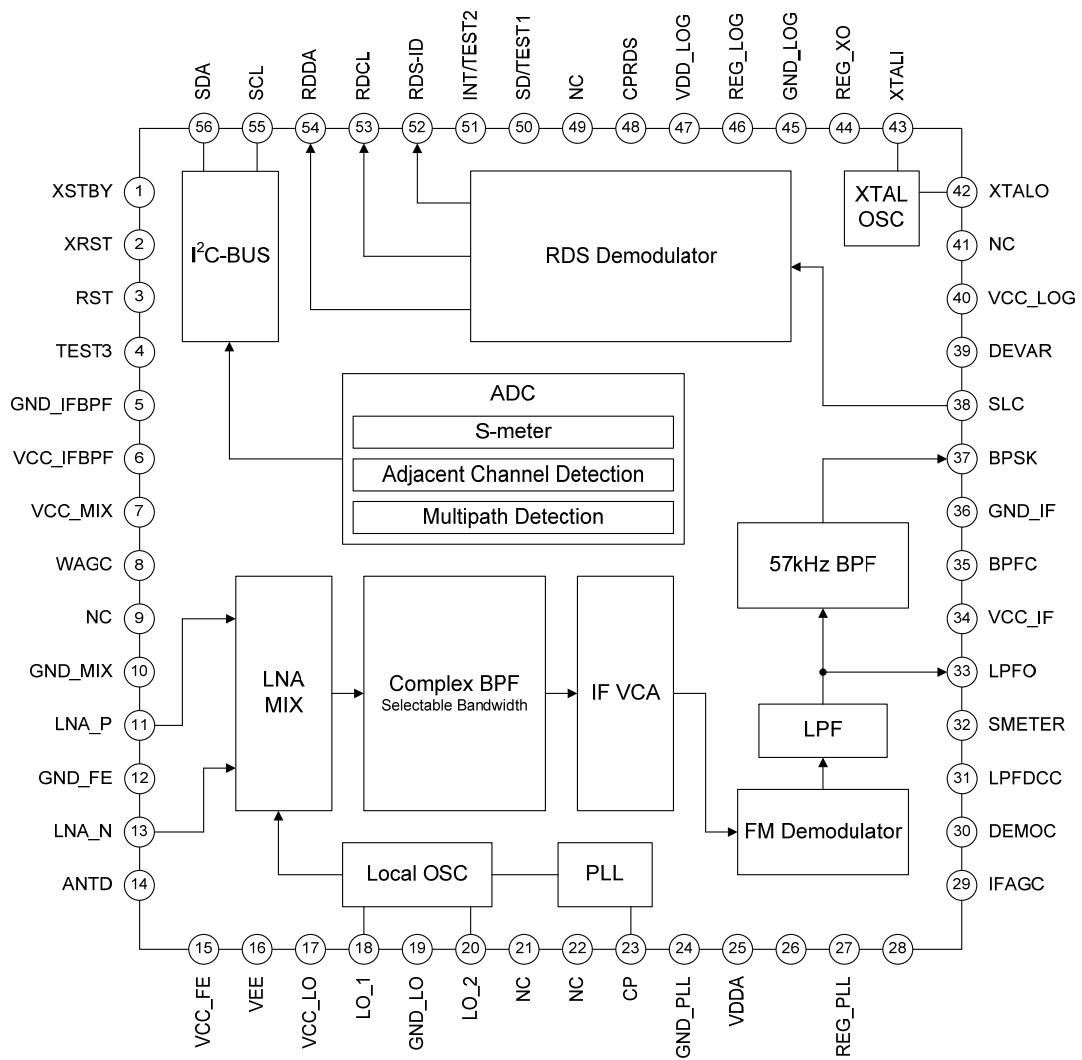 SDA
SCL
RDDA
RDCL
RDS-ID
INT/TEST2
SD/TEST1
NC
CPRDS
VDD_LOG
REG_LOG
GND_LOG
REG_XO
XTALI
56
55
54
53
52
51
50
49
48
47
46
45
44
43
XSTBY 1
XRST 2
RST 3
TEST3 4
GND_IFBPF 5
VCC_IFBPF 6
VCC_MIX 7
WAGC 8
NC 9
GND_MIX 10
LNA_P 11
GND_FE 12
LNA_N 13
ANTD 14
I²C-BUS
RDS Demodulator
XTAL
OSC
ADC
S-meter
Adjacent Channel Detection
Multipath Detection
57kHz BPF
LNA
MIX
Complex BPF
Selectable Bandwidth
IF VCA
LPF
FM Demodulator
Local OSC
PLL
42 XTALO
41 NC
40 VCC_LOG
39 DEVAR
38 SLC
37 BPSK
36 GND_IF
35 BPFC
34 VCC_IF
33 LPFO
32 SMETER
31 LPFDCC
30 DEMOC
29 IFAGC
15
16
17
18
19
20
21
22
23
24
25
26
27
28
VCC_FE
VEE
VCC_LO
LO_1
GND_LO
LO_2
NC
NC
CP
GND_PLL
VDDA
REG_PLL